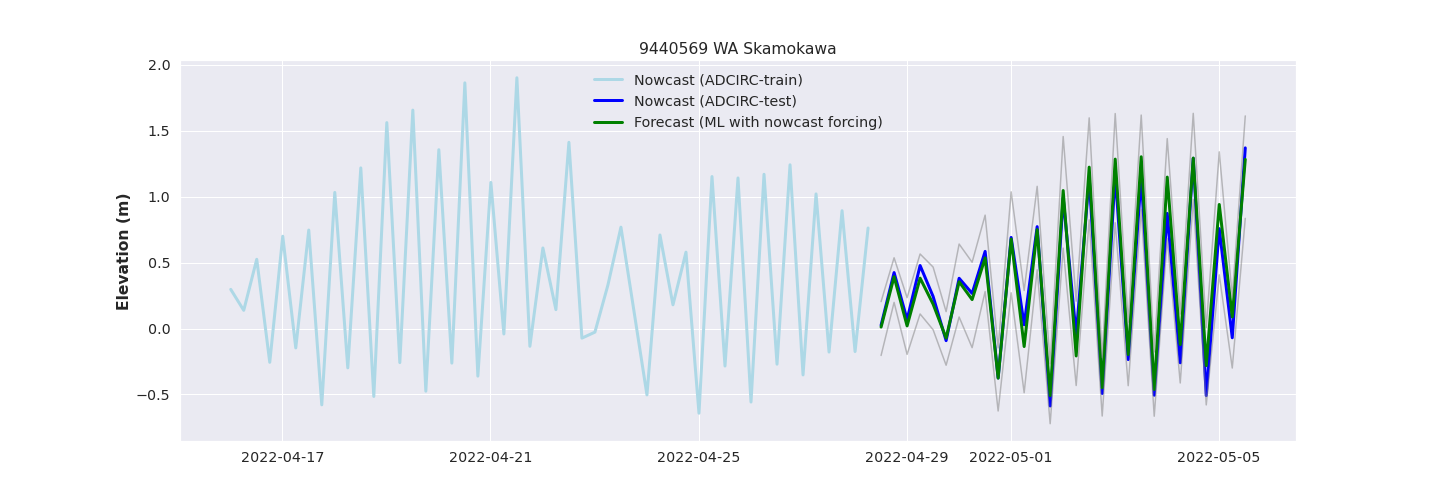 9440569 WA Skamokawa
Nowcast (ADCIRC-train)
Nowcast (ADCIRC-test)
Forecast (ML with nowcast forcing)
Elevation (m)
2.0
1.5
1.0
0.5
0.0
−0.5
2022-04-17 2022-04-21 2022-04-25 2022-04-29 2022-05-01 2022-05-05